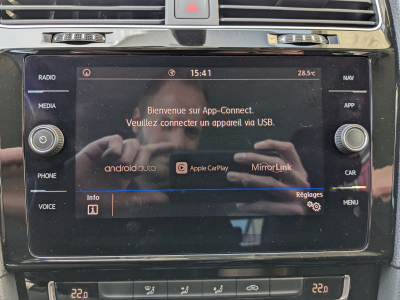 RADIO
15:41
28.5°C
NAV
MEDIA
APP
Bienvenue sur App-Connect.
Veuillez connecter un appareil via USB.
androidauto
Apple CarPlay
MirrorLink
PHONE
CAR
Info
Réglages
VOICE
MENU
22.0
22.0